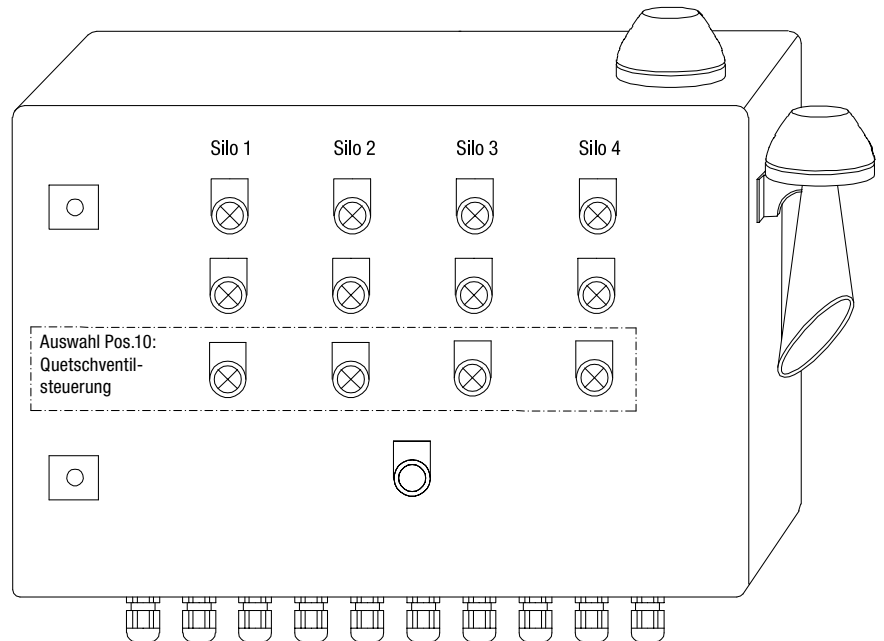 Silo 1 Silo 2 Silo 3 Silo 4
Auswahl Pos.10:
Quetschventil-
steuerung